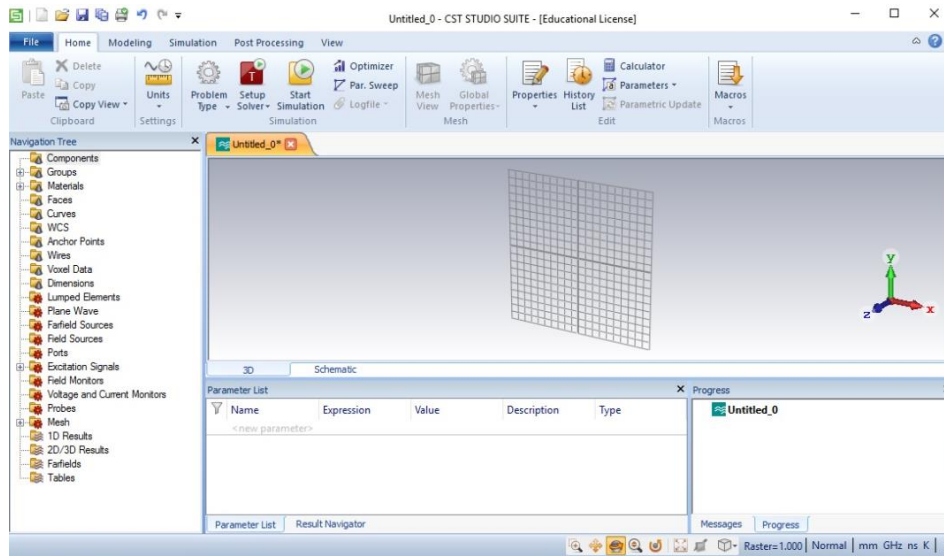 Untitled_0 - CST STUDIO SUITE - [Educational License]
File Home Modeling Simulation Post Processing View
Paste
Delete
Copy
Copy View
Clipboard
Units
Settings
Problem Type
Setup Solver
Start Simulation
Optimizer
Par. Sweep
Logfile
Simulation
Mesh View
Global Properties
Mesh
Properties
History List
Calculator
Parameters
Parametric Update
Edit
Macros
Macros
Navigation Tree
Components
Groups
Materials
Faces
Curves
WCS
Anchor Points
Wires
Voxel Data
Dimensions
Lumped Elements
Plane Wave
Farfield Sources
Field Sources
Ports
Excitation Signals
Field Monitors
Voltage and Current Monitors
Probes
Mesh
1D Results
2D/3D Results
Farfields
Tables
Untitled_0*
y
z
x
3D Schematic
Parameter List
Name Expression Value Description Type
<new parameter>
Parameter List Result Navigator
Progress
Untitled_0
Messages Progress
Raster=1.000 Normal mm GHz ns K